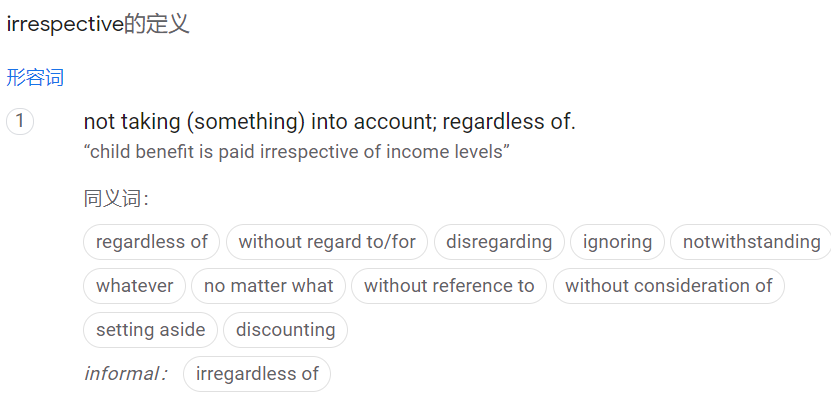 irrespective的定义
形容词
1 not taking (something) into account; regardless of.
“child benefit is paid irrespective of income levels”
同义词：
regardless of without regard to/for disregarding ignoring notwithstanding
whatever no matter what without reference to without consideration of
setting aside discounting
informal： irregardless of